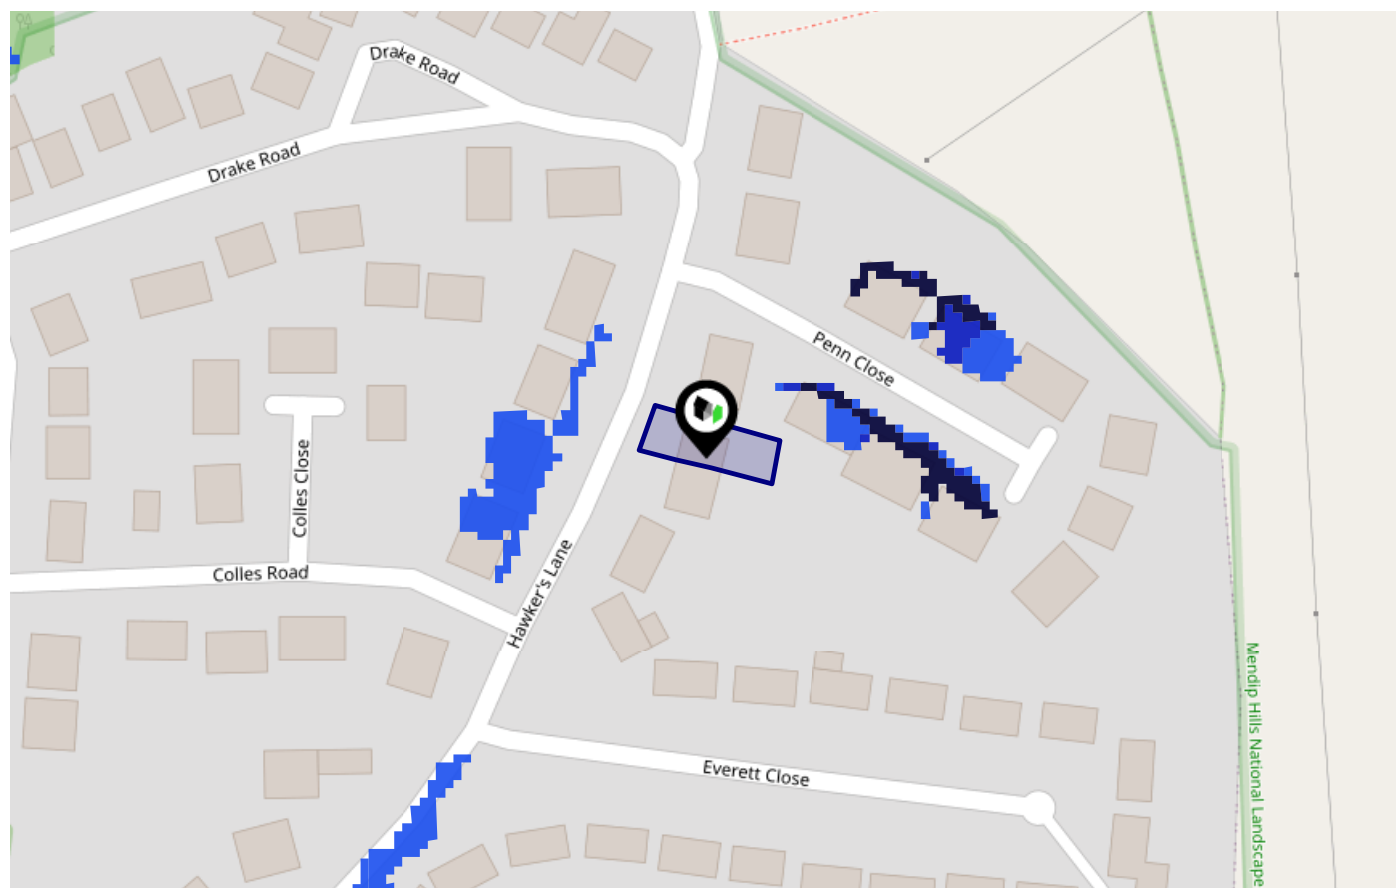 Drake Road
Drake Road
Penn Close
Colles Close
Colles Road
Hawker's Lane
Everett Close
Mendip Hills National Landscape